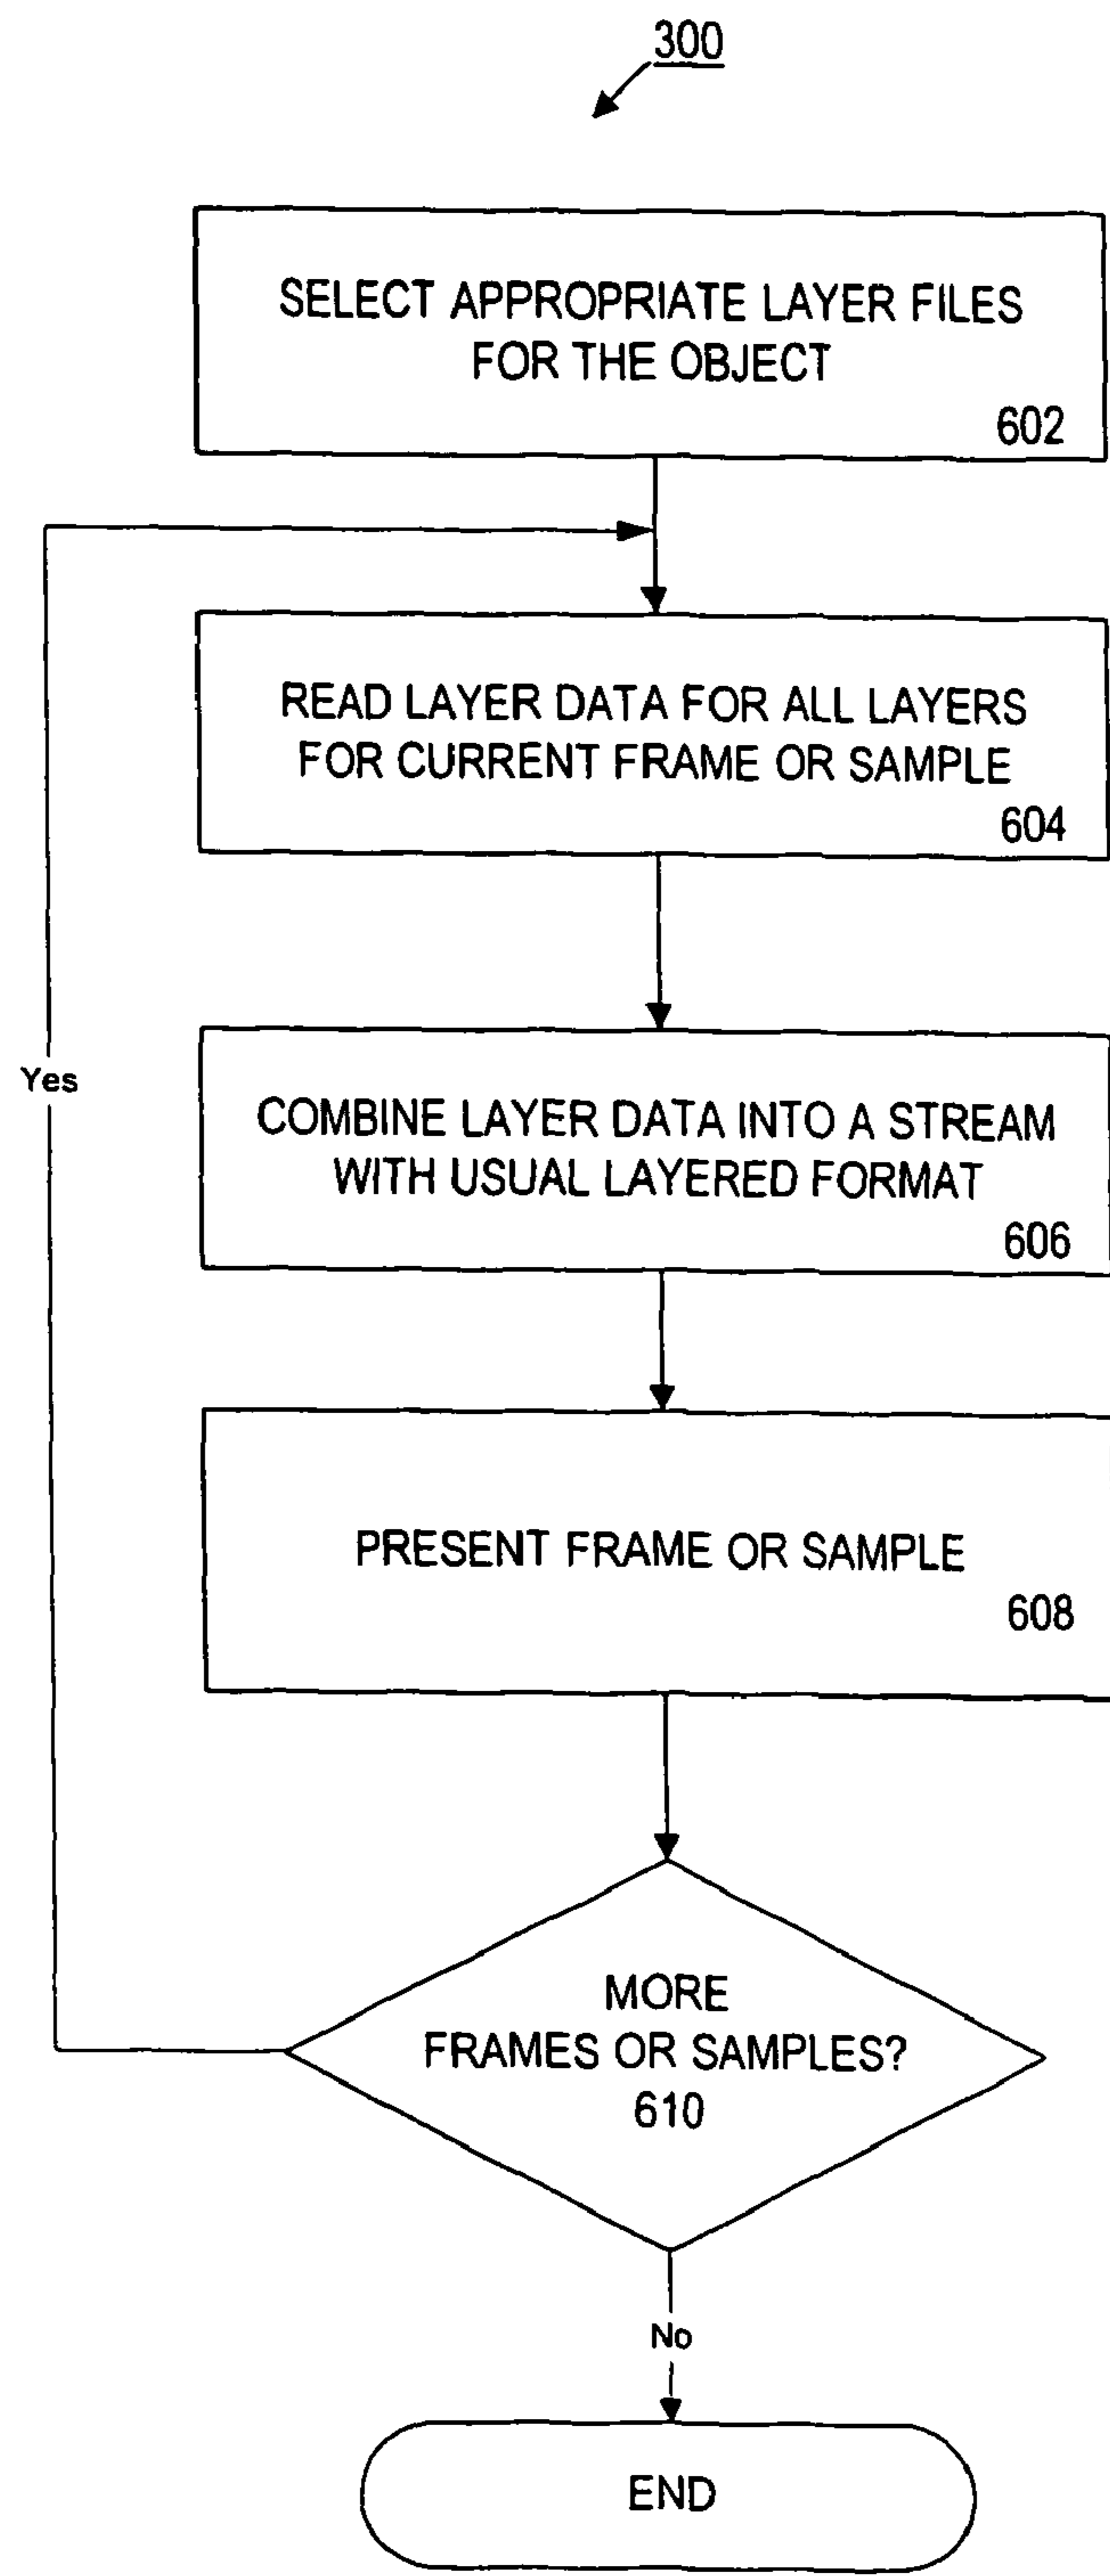 300
SELECT APPROPRIATE LAYER FILES
FOR THE OBJECT
602
READ LAYER DATA FOR ALL LAYERS
FOR CURRENT FRAME OR SAMPLE
604
Yes
COMBINE LAYER DATA INTO A STREAM
WITH USUAL LAYERED FORMAT
606
PRESENT FRAME OR SAMPLE
608
MORE
FRAMES OR SAMPLES?
610
No
END